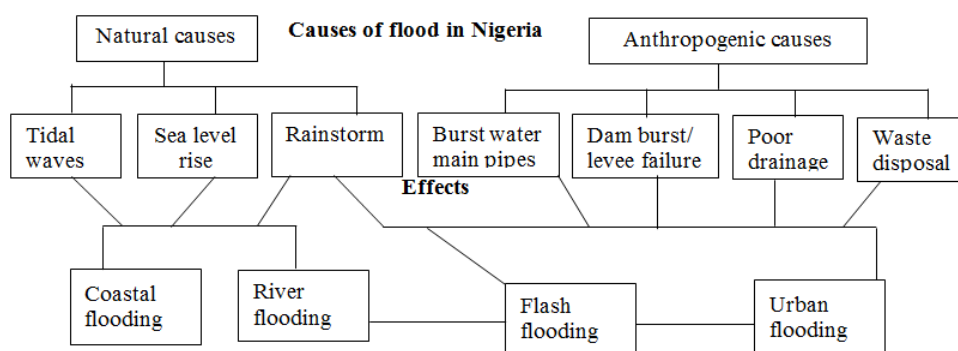 Causes of flood in Nigeria
Natural causes
Anthropogenic causes
Tidal
waves
Sea level
rise
Rainstorm
Burst water
main pipes
Dam burst/
levee failure
Poor
drainage
Waste
disposal
Effects
Coastal
flooding
River
flooding
Flash
flooding
Urban
flooding